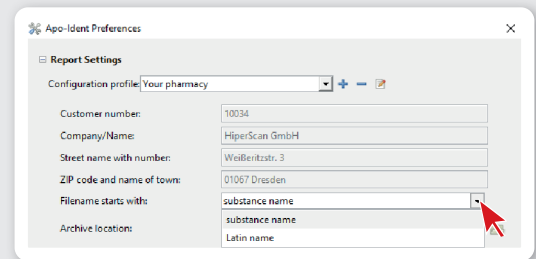 Apo-Ident Preferences
Report Settings
Configuration profile: Your pharmacy
Customer number: 10034
Company/Name: HiperScan GmbH
Street name with number: Weißeritzstr. 3
ZIP code and name of town: 01067 Dresden
Filename starts with: substance name
substance name
Archive location:
Latin name